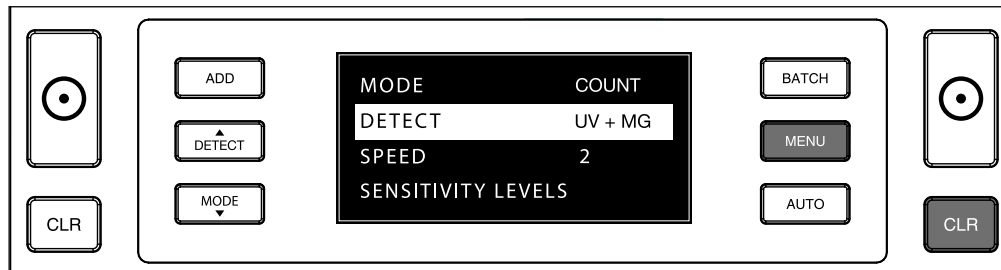 ADD
DETECT
MODE
CLR
MODE COUNT
DETECT UV + MG
SPEED 2
SENSITIVITY LEVELS
BATCH
MENU
AUTO
CLR